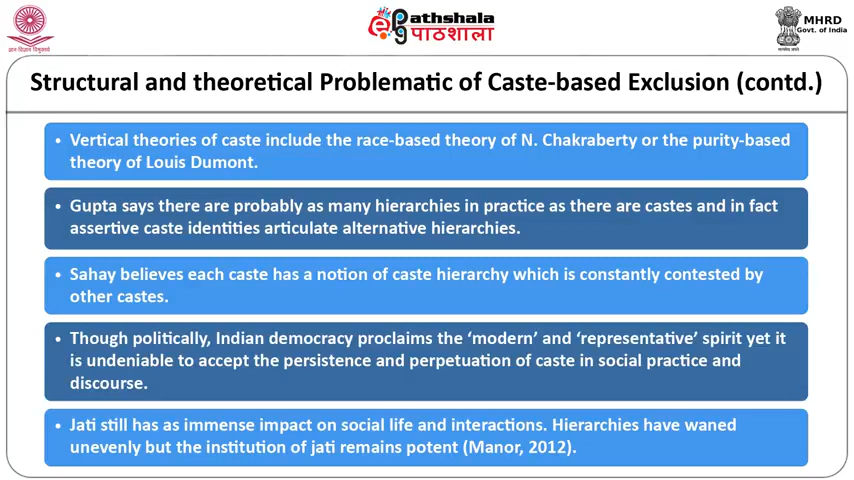 ज्ञान-विज्ञान विमुक्तये
ePathshala
पाठशाला
MHRD
Govt. of India
सत्यमेव जयते
Structural and theoretical Problematic of Caste-based Exclusion (contd.)
• Vertical theories of caste include the race-based theory of N. Chakraberty or the purity-based
theory of Louis Dumont.
• Gupta says there are probably as many hierarchies in practice as there are castes and in fact
assertive caste identities articulate alternative hierarchies.
• Sahay believes each caste has a notion of caste hierarchy which is constantly contested by
other castes.
• Though politically, Indian democracy proclaims the ‘modern’ and ‘representative’ spirit yet it
is undeniable to accept the persistence and perpetuation of caste in social practice and
discourse.
• Jati still has as immense impact on social life and interactions. Hierarchies have waned
unevenly but the institution of jati remains potent (Manor, 2012).